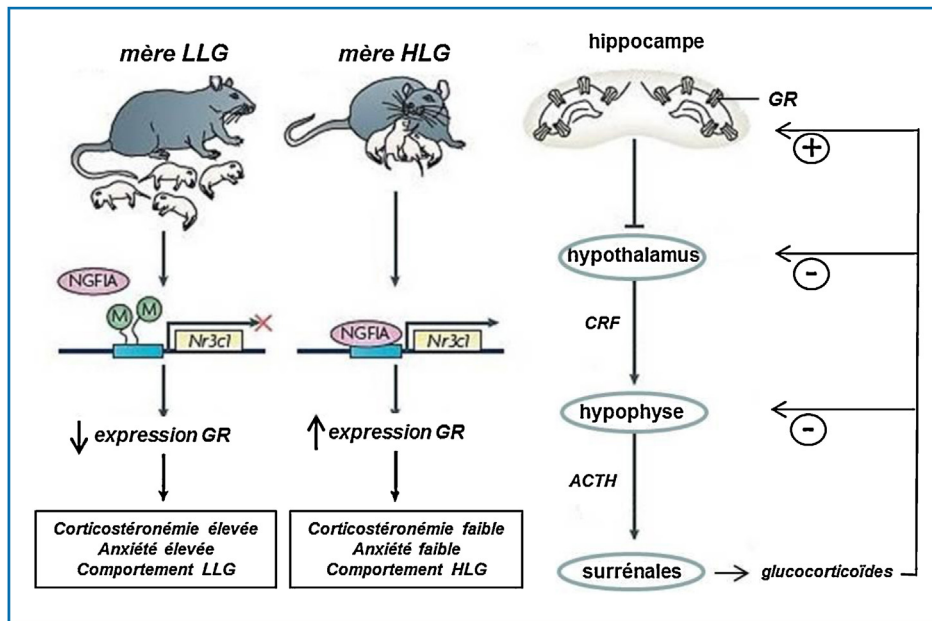 mère LLG
mère HLG
NGFIA
M
M
Nr3c1
NGFIA
Nr3c1
↓ expression GR
↑ expression GR
Corticostéronémie élevée
Anxiété élevée
Comportement LLG
Corticostéronémie faible
Anxiété faible
Comportement HLG
hippocampe
GR
+
hypothalamus
-
CRF
hypophyse
-
ACTH
surrénales
glucocorticoïdes